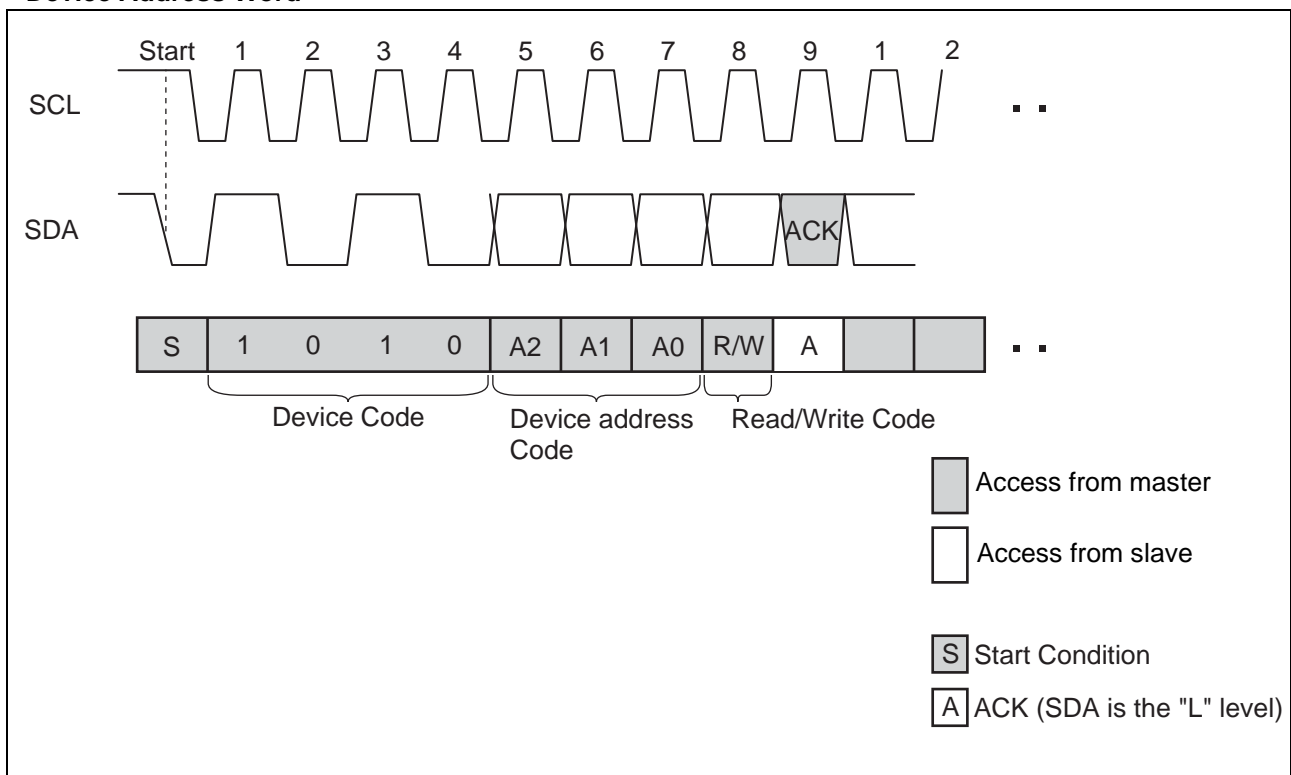 Device Address Word
Start 1 2 3 4 5 6 7 8 9 1 2
SCL
SDA
ACK
S 1 0 1 0 A2 A1 A0 R/W A
Device Code
Device address
Code
Read/Write Code
Access from master
Access from slave
S Start Condition
A ACK (SDA is the "L" level)